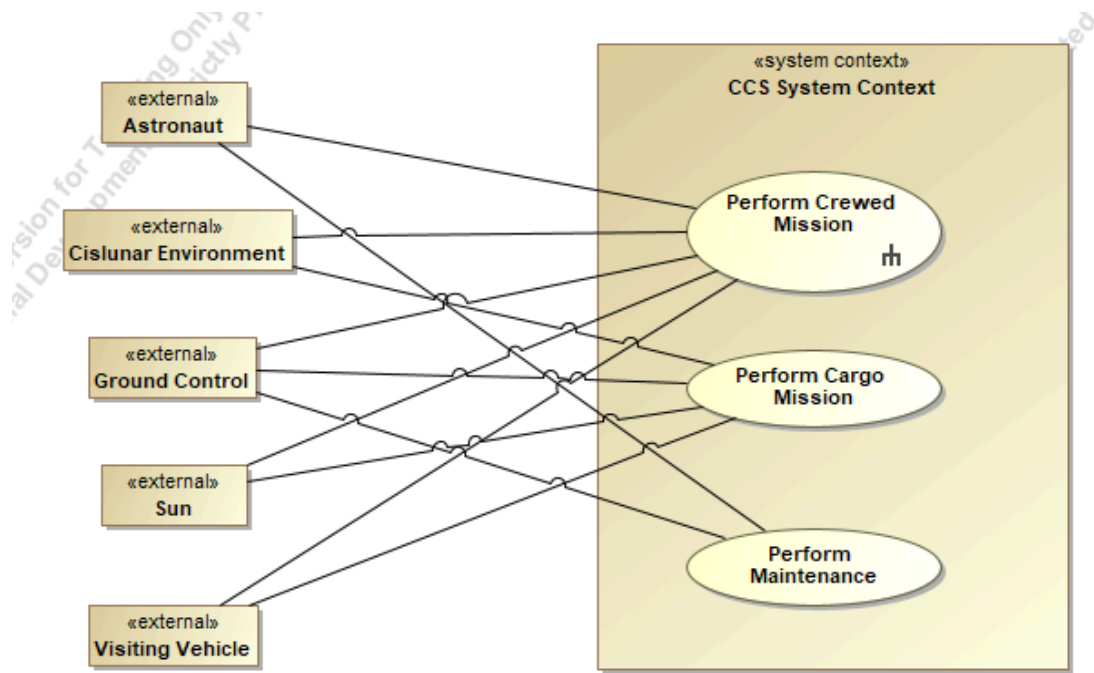 «system context»
CCS System Context
«external»
Astronaut
«external»
Cislunar Environment
«external»
Ground Control
«external»
Sun
«external»
Visiting Vehicle
Perform Crewed
Mission
Perform Cargo
Mission
Perform
Maintenance